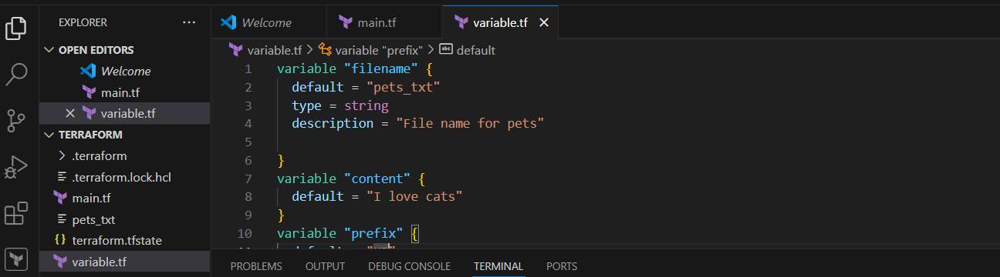 EXPLORER
OPEN EDITORS
Welcome
main.tf
variable.tf
TERRAFORM
.terraform
.terraform.lock.hcl
main.tf
pets_txt
terraform.tfstate
variable.tf
Welcome main.tf variable.tf
variable.tf > variable "prefix" > default
1 variable "filename" {
2 default = "pets_txt"
3 type = string
4 description = "File name for pets"
5
6 }
7 variable "content" {
8 default = "I love cats"
9 }
10 variable "prefix" {
PROBLEMS OUTPUT DEBUG CONSOLE TERMINAL PORTS